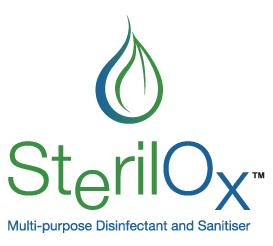 SterilOx™
Multi-purpose Disinfectant and Sanitiser